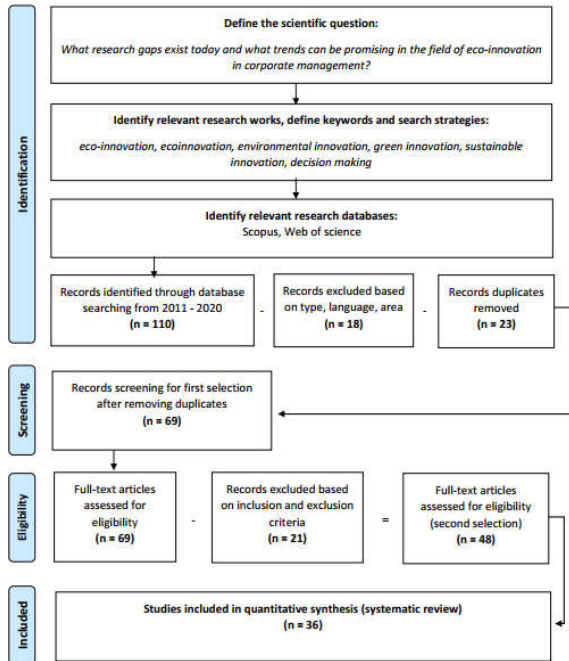 Identification
Define the scientific question:
What research gaps exist today and what trends can be promising in the field of eco-innovation
in corporate management?
Identify relevant research works, define keywords and search strategies:
eco-innovation, ecoinnovation, environmental innovation, green innovation, sustainable
innovation, decision making
Identify relevant research databases:
Scopus, Web of science
Records identified through database
searching from 2011 - 2020
(n = 110)
-
Records excluded based
on type, language, area
(n = 18)
-
Records duplicates
removed
(n = 23)
Screening
Records screening for first selection
after removing duplicates
(n = 69)
Eligibility
Full-text articles
assessed for
eligibility
(n = 69)
-
Records excluded based
on inclusion and exclusion
criteria
(n = 21)
=
Full-text articles
assessed for eligibility
(second selection)
(n = 48)
Included
Studies included in quantitative synthesis (systematic review)
(n = 36)